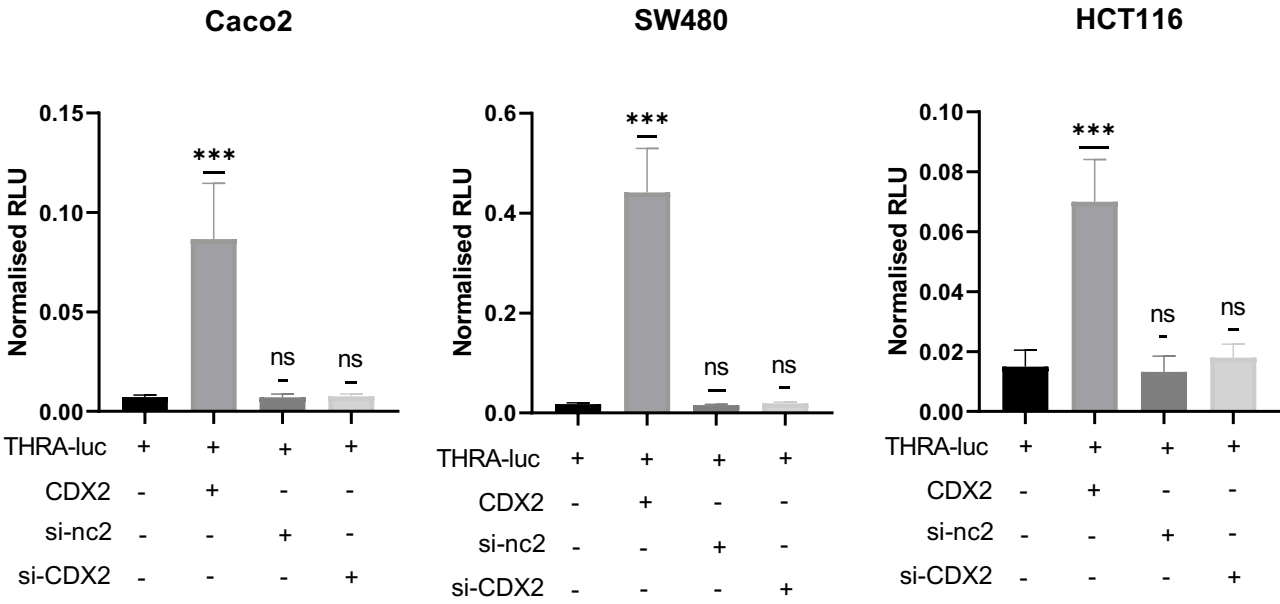 Caco2
SW480
HCT116
Normalised RLU
0.15
0.10
0.05
0.00
***
ns
ns
THRA-luc + + + +
CDX2 - + - -
si-nc2 - - + -
si-CDX2 - - - +
Normalised RLU
0.6
0.4
0.2
0.0
***
ns
ns
THRA-luc + + + +
CDX2 - + - -
si-nc2 - - + -
si-CDX2 - - - +
Normalised RLU
0.10
0.08
0.06
0.04
0.02
0.00
***
ns
ns
THRA-luc + + + +
CDX2 - + - -
si-nc2 - - + -
si-CDX2 - - - +